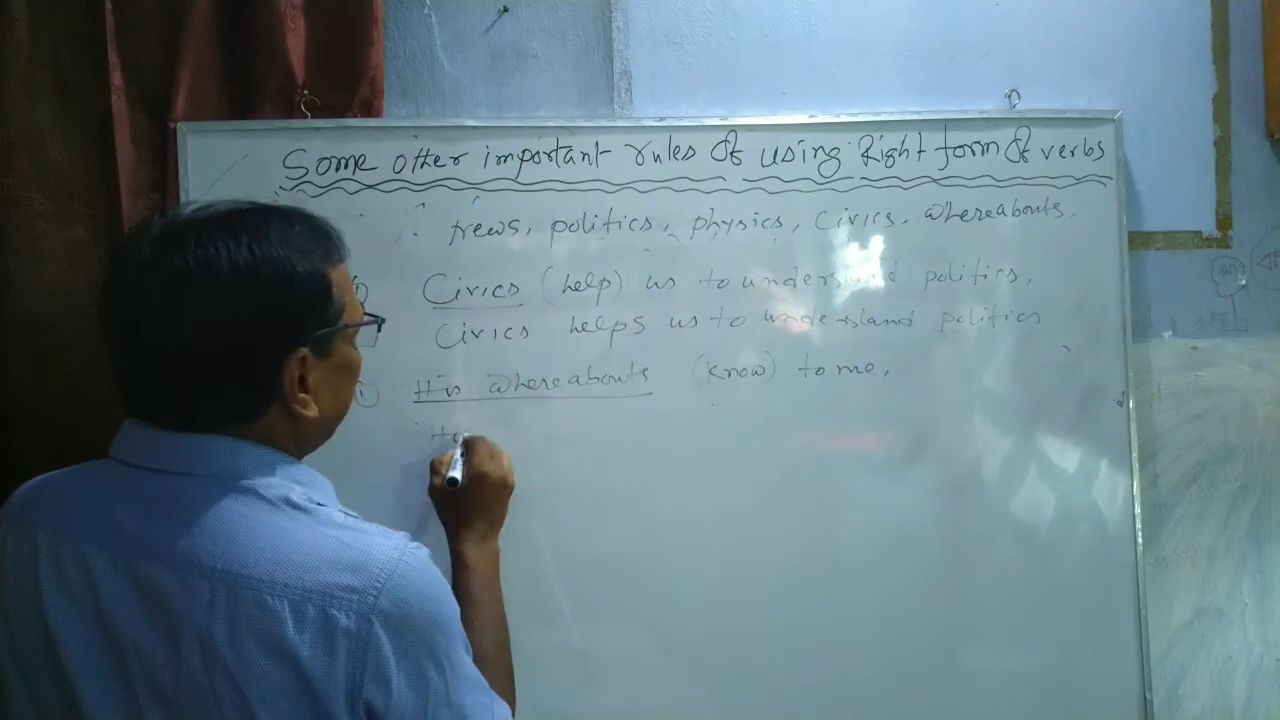 Some other important rules of using Right form of verbs
news, politics, physics, Civics, whereabouts.
Civics (help) us to understand politics.
Civics helps us to understand politics
His whereabouts (know) to me.